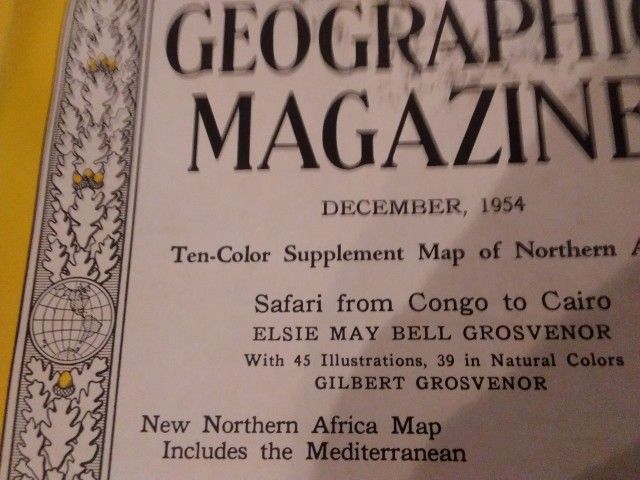 GEOGRAPHIC
MAGAZINE
DECEMBER, 1954
Ten-Color Supplement Map of Northern A
Safari from Congo to Cairo
ELSIE MAY BELL GROSVENOR
With 45 Illustrations, 39 in Natural Colors
GILBERT GROSVENOR
New Northern Africa Map
Includes the Mediterranean